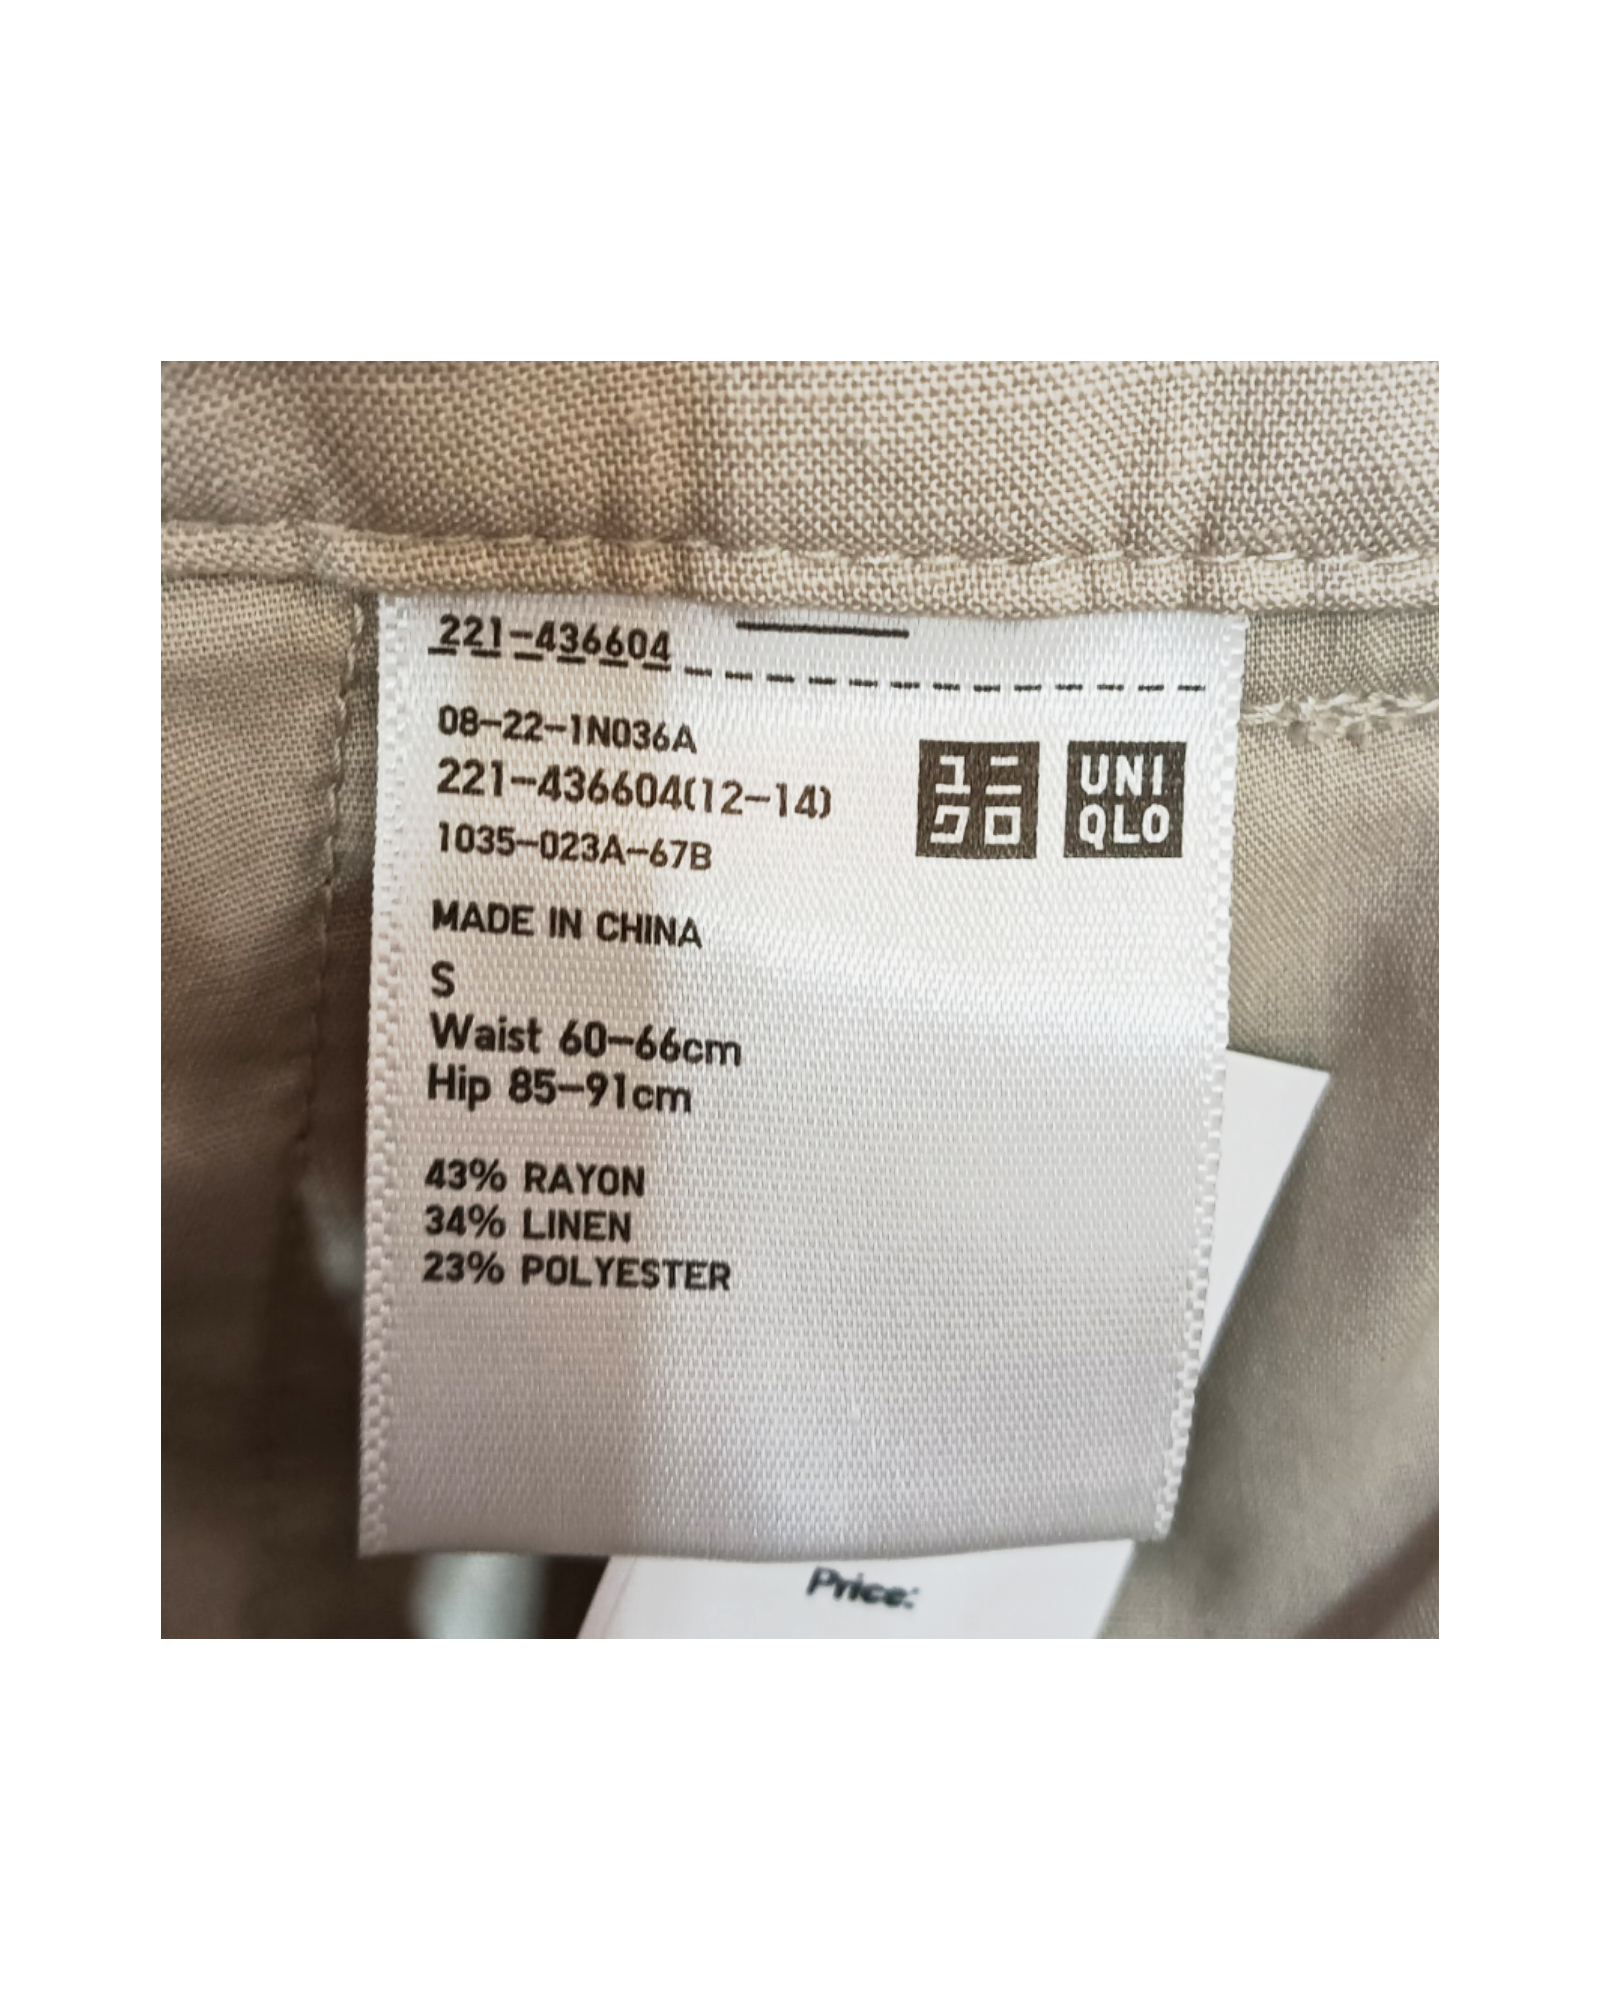 221-436604
08-22-1N036A
221-436604(12-14)
1035-023A-67B
ユニ
クロ
UNI
QLO
MADE IN CHINA
S
Waist 60-66cm
Hip 85-91cm
43% RAYON
34% LINEN
23% POLYESTER
Price: